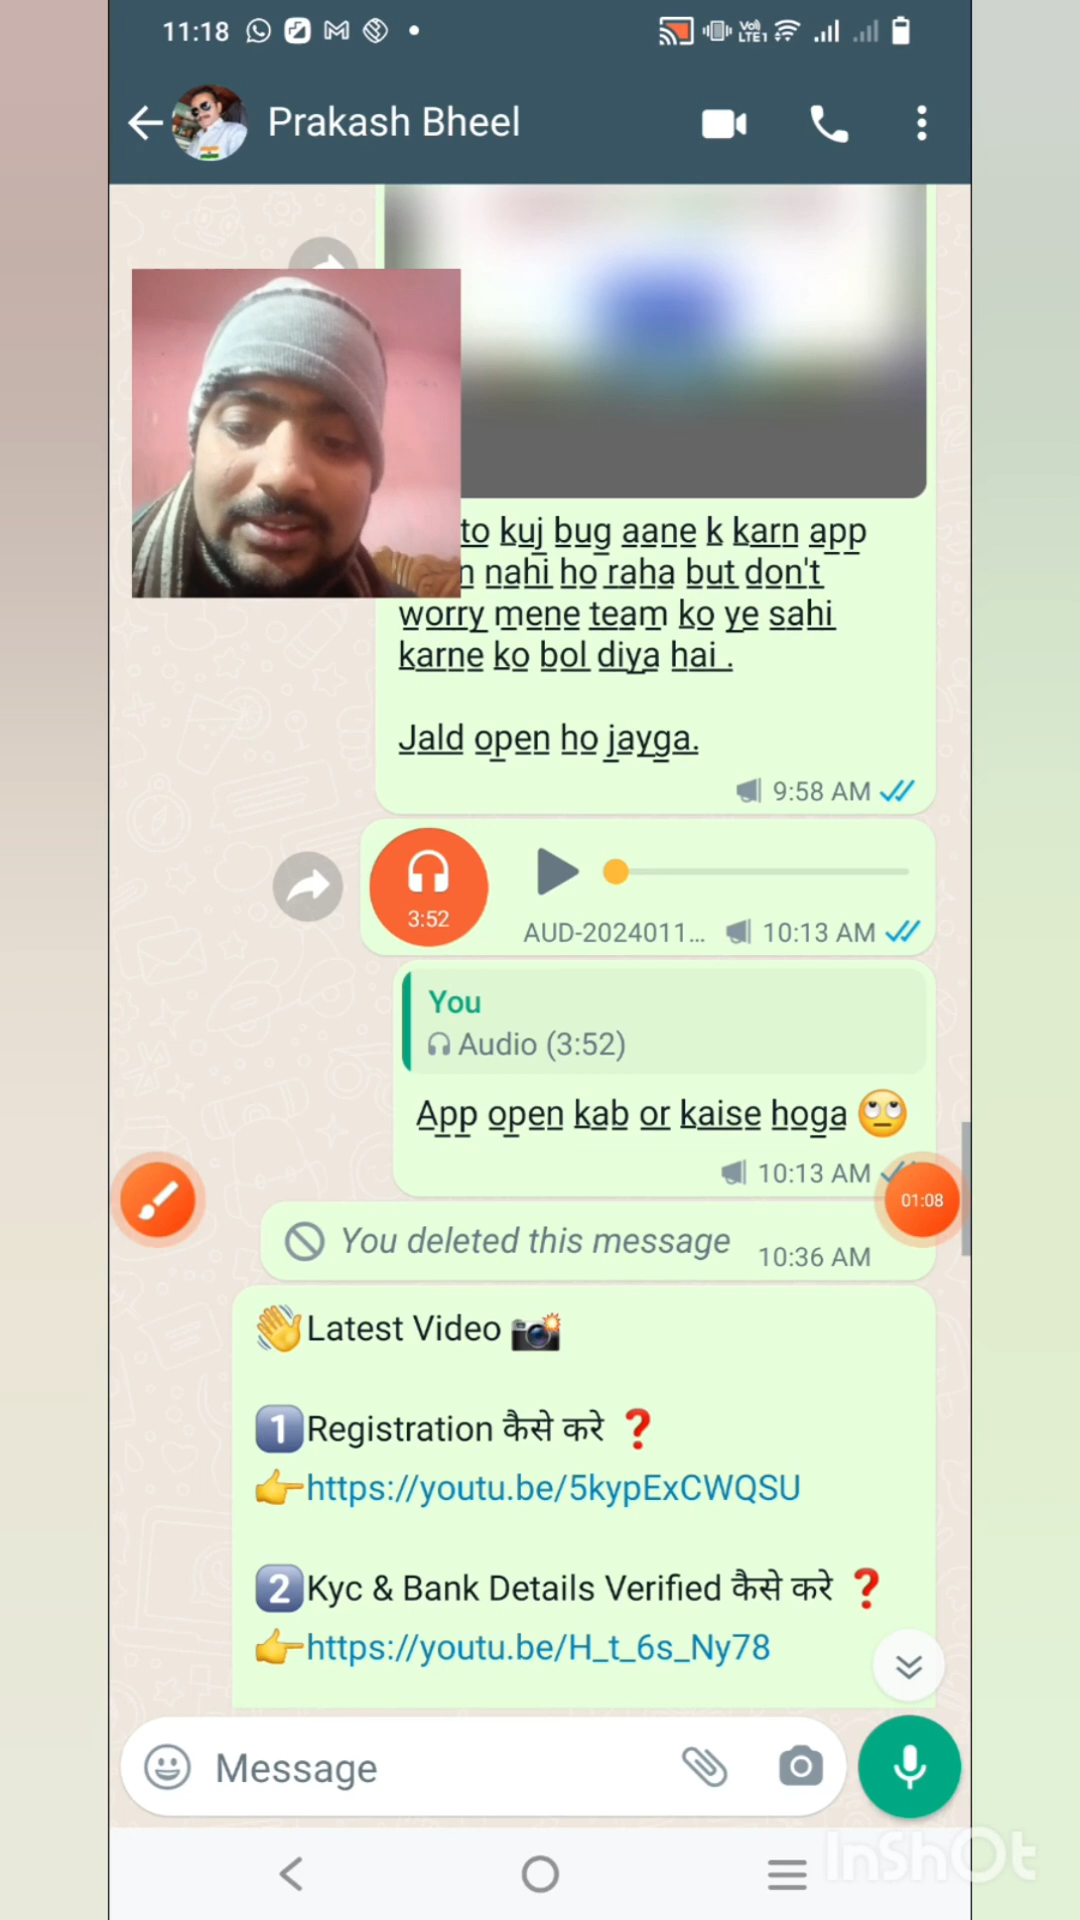 11:18
Vo) LTE1
Prakash Bheel
to kuj bug aane k karn app
nahi ho raha but don't
worry mene team ko ye sahi
karne ko bol diya hai .
Jald open ho jayga.
9:58 AM
3:52
AUD-2024011... 10:13 AM
You
Audio (3:52)
App open kab or kaise hoga 🙄
10:13 AM
01:08
You deleted this message 10:36 AM
👋Latest Video 📸
1️⃣Registration कैसे करे ❓
👉https://youtu.be/5kypExCWQSU
2️⃣Kyc & Bank Details Verified कैसे करे ❓
👉https://youtu.be/H_t_6s_Ny78
Message
InShOt